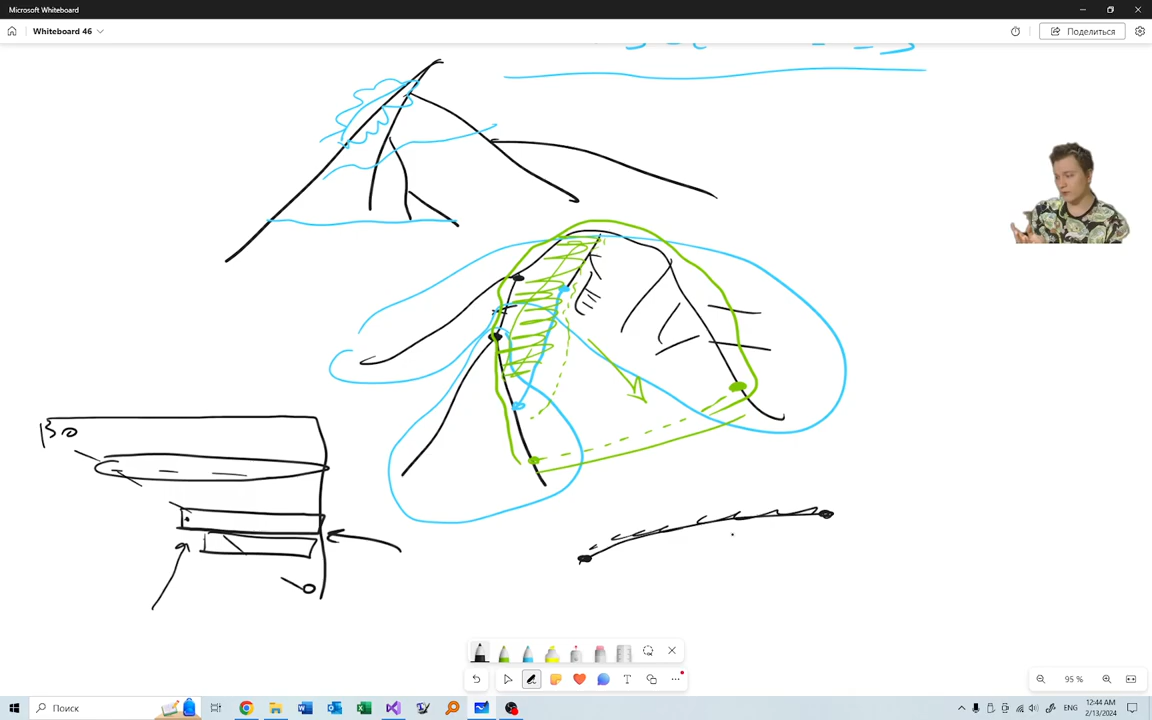 Microsoft Whiteboard
Whiteboard 46
Поделиться
95 %
Поиск
ENG
12:44 AM
2/13/2024